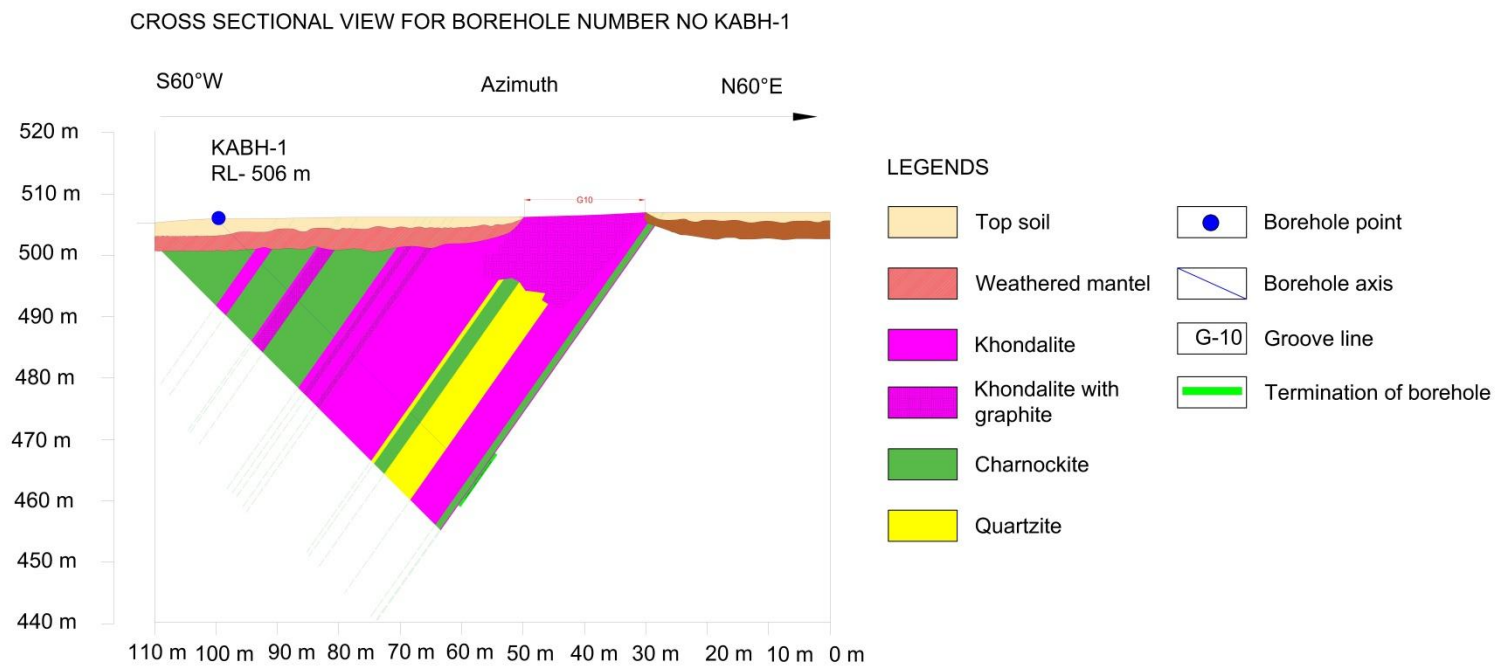 CROSS SECTIONAL VIEW FOR BOREHOLE NUMBER NO KABH-1
S60°W
Azimuth
N60°E
520 m
KABH-1
RL- 506 m
510 m
G10
500 m
490 m
480 m
470 m
460 m
450 m
440 m
110 m 100 m 90 m 80 m 70 m 60 m 50 m 40 m 30 m 20 m 10 m 0 m
LEGENDS
Top soil
Weathered mantel
Khondalite
Khondalite with
graphite
Charnockite
Quartzite
Borehole point
Borehole axis
G-10 Groove line
Termination of borehole